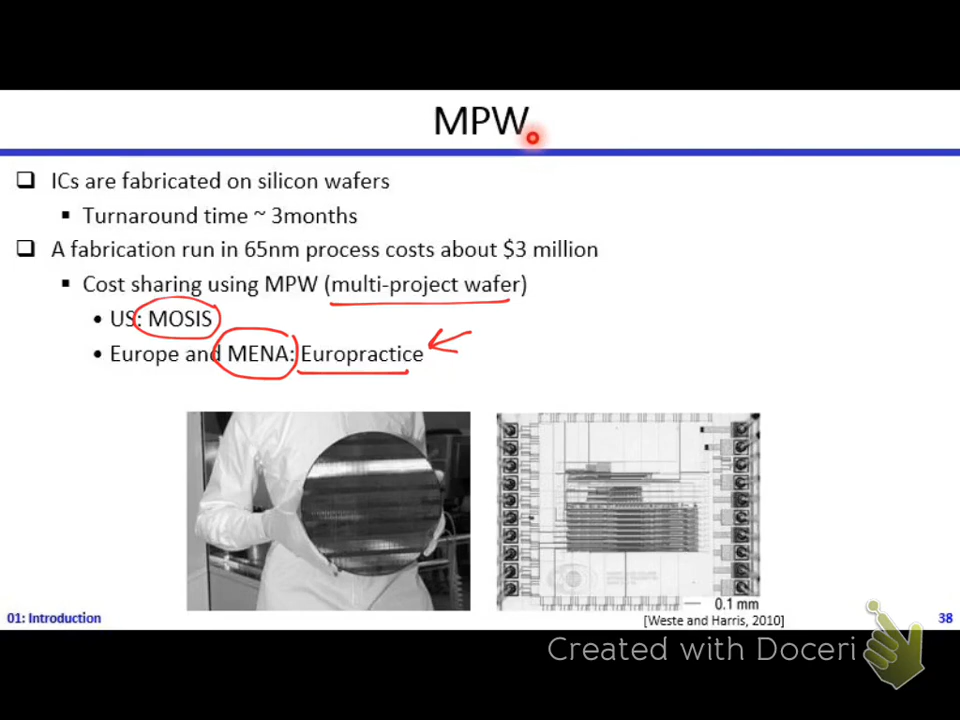 MPW
ICs are fabricated on silicon wafers
Turnaround time ~ 3months
A fabrication run in 65nm process costs about $3 million
Cost sharing using MPW (multi-project wafer)
US: MOSIS
Europe and MENA: Europractice
0.1 mm
[Weste and Harris, 2010]
01: Introduction
38
Created with Doceri